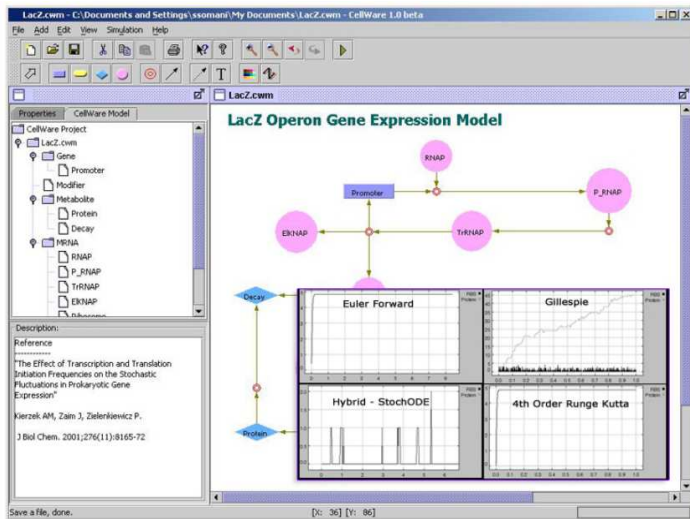 LacZ.cwm - C:\Documents and Settings\ssomani\My Documents\LacZ.cwm - CellWare 1.0 beta
File Add Edit View Simulation Help
Properties
CellWare Model
CellWare Project
LacZ.cwm
Gene
Promoter
Modifier
Metabolite
Protein
Decay
MRNA
RNAP
P_RNAP
TrRNAP
ElKNAP
Description:
Reference
------------
"The Effect of Transcription and Translation
Initiation Frequencies on the Stochastic
Fluctuations in Prokaryotic Gene
Expression"
Kierzek AM, Zaim J, Zielenkiewicz P.
J Biol Chem. 2001;276(11):8165-72
LacZ.cwm
LacZ Operon Gene Expression Model
RNAP
Promoter
P_RNAP
ElKNAP
TrRNAP
Decay
Protein
Euler Forward
Gillespie
Hybrid - StochODE
4th Order Runge Kutta
Save a file, done.
[X: 36] [Y: 86]